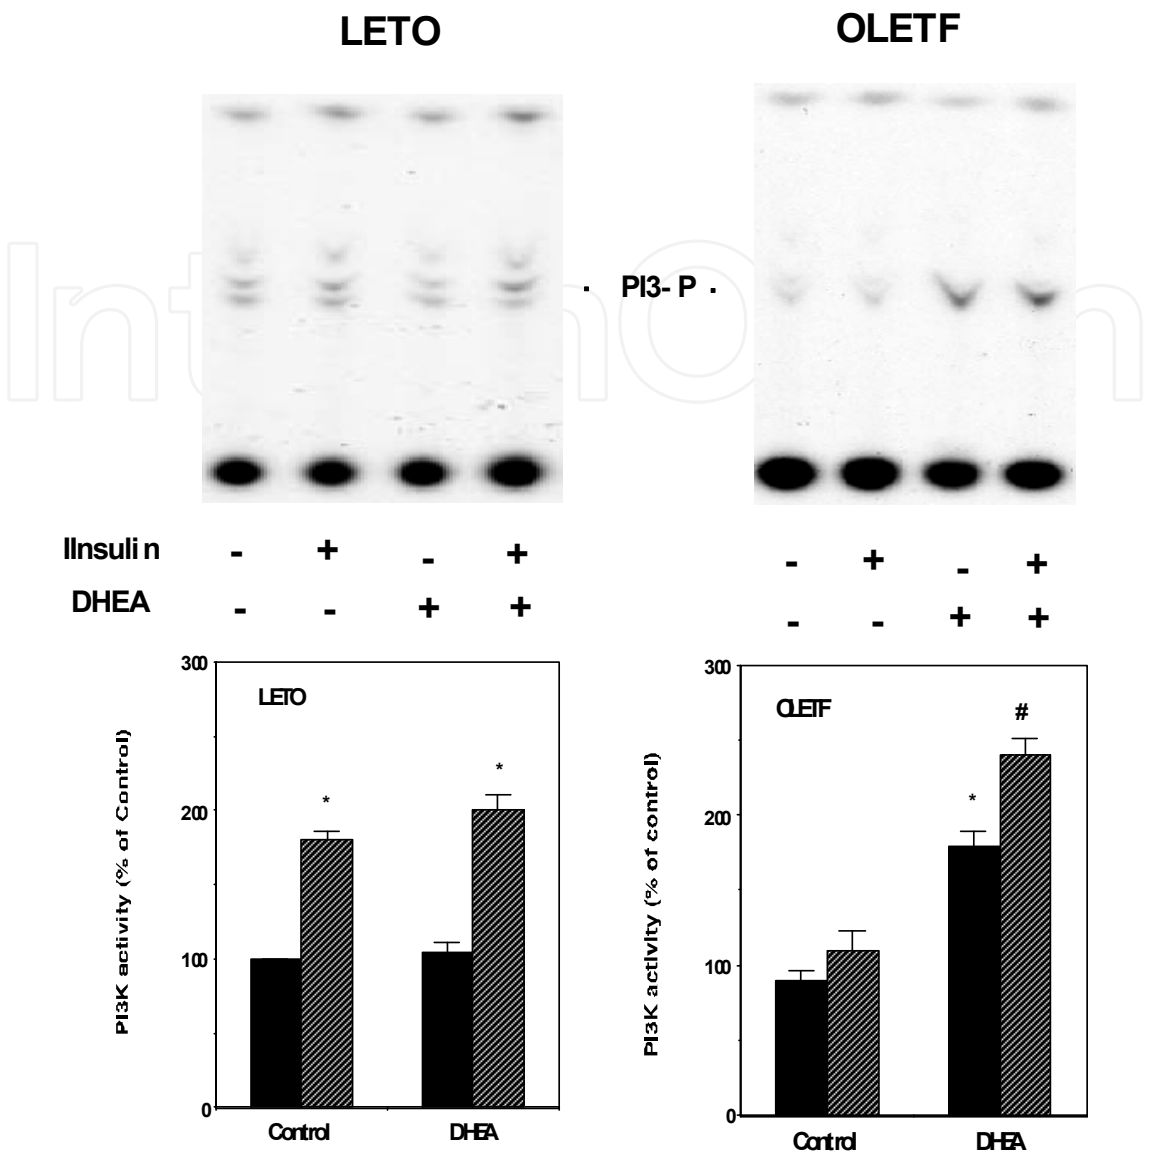 LETO
OLETF
· PI3- P ·
IInsulin - + - + - + - +
DHEA - - + + - - + +
300
200
100
0
PI3K activity (% of Control)
LETO
*
*
Control
DHEA
300
200
100
0
PI3K activity (% of control)
OLETF
*
#
Control
DHEA